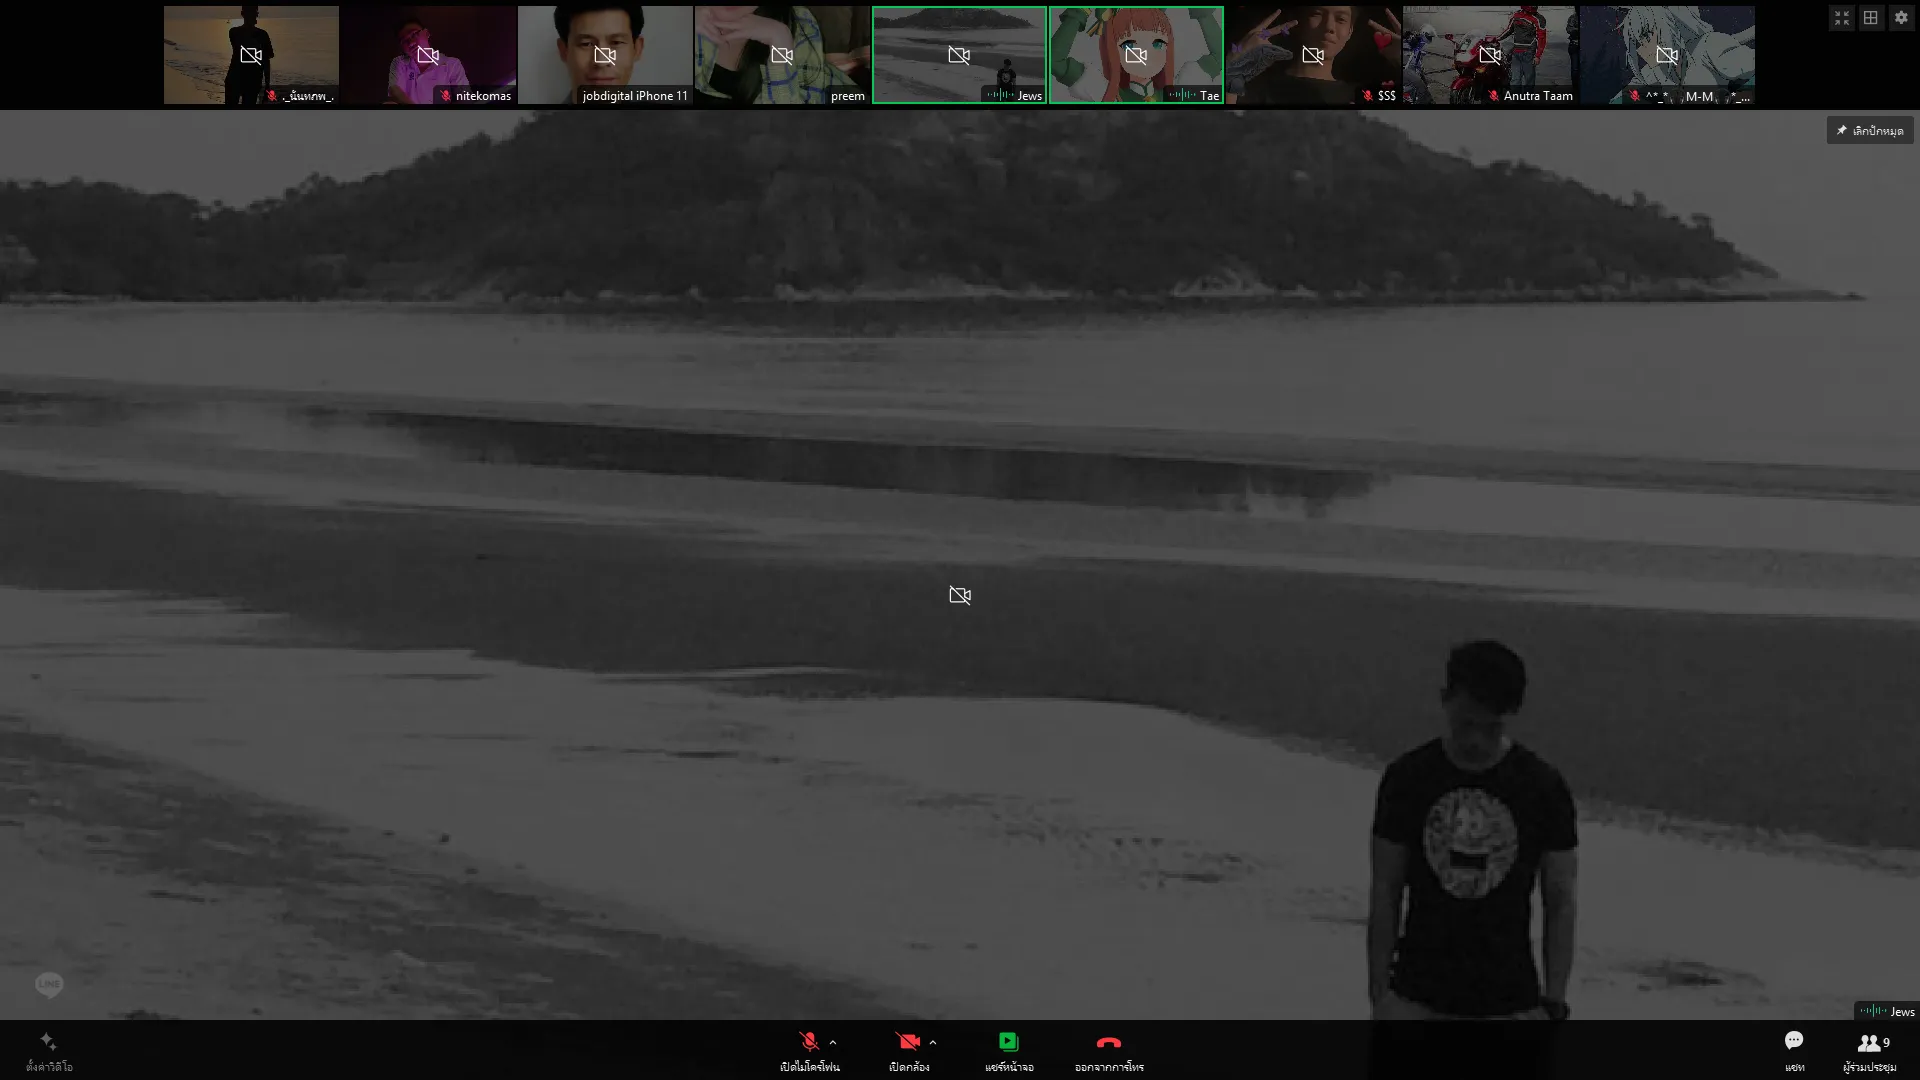 ._นันทภพ_.
nitekomas
jobdigital iPhone 11
preem
Jews
Tae
$$$
Anutra Taam
เลิกปักหมุด
LINE
Jews
ตั้งค่าวิดีโอ
เปิดไมโครโฟน
เปิดกล้อง
แชร์หน้าจอ
ออกจากการโทร
แชท
9
ผู้ร่วมประชุม